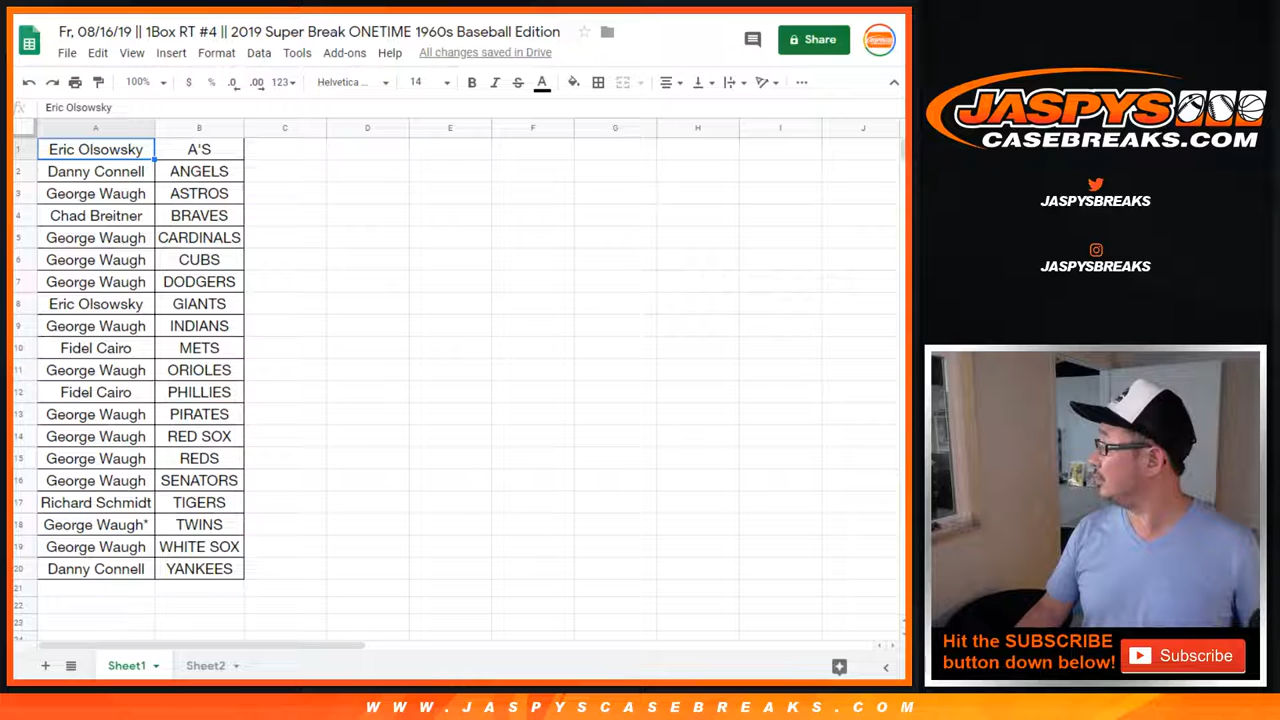 Fr, 08/16/19 || 1Box RT #4 || 2019 Super Break ONETIME 1960s Baseball Edition
File Edit View Insert Format Data Tools Add-ons Help All changes saved in Drive
Share
100% $ % .0 .00 123 Helvetica ... 14 B I S A
fx Eric Olsowsky
A B C D E F G H I J
1 Eric Olsowsky A'S
2 Danny Connell ANGELS
3 George Waugh ASTROS
4 Chad Breitner BRAVES
5 George Waugh CARDINALS
6 George Waugh CUBS
7 George Waugh DODGERS
8 Eric Olsowsky GIANTS
9 George Waugh INDIANS
10 Fidel Cairo METS
11 George Waugh ORIOLES
12 Fidel Cairo PHILLIES
13 George Waugh PIRATES
14 George Waugh RED SOX
15 George Waugh REDS
16 George Waugh SENATORS
17 Richard Schmidt TIGERS
18 George Waugh* TWINS
19 George Waugh WHITE SOX
20 Danny Connell YANKEES
21
22
23
Sheet1 Sheet2
JASPYS
CASEBREAKS.COM
JASPYSBREAKS
JASPYSBREAKS
Hit the SUBSCRIBE
button down below!
Subscribe
WWW.JASPYSCASEBREAKS.COM